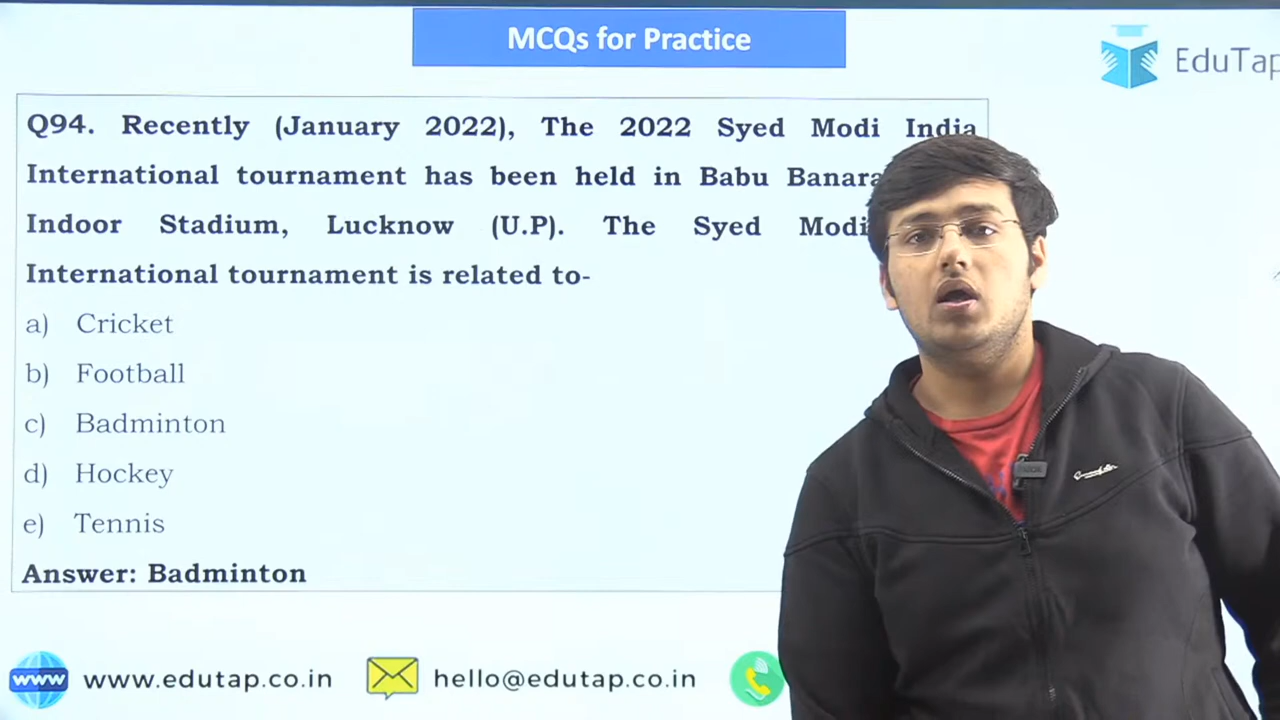 MCQs for Practice
EduTap
Q94. Recently (January 2022), The 2022 Syed Modi India
International tournament has been held in Babu
Indoor Stadium, Lucknow (U.P). The Syed Modi
International tournament is related to-
a) Cricket
b) Football
c) Badminton
d) Hockey
e) Tennis
Answer: Badminton
www
www.edutap.co.in
hello@edutap.co.in